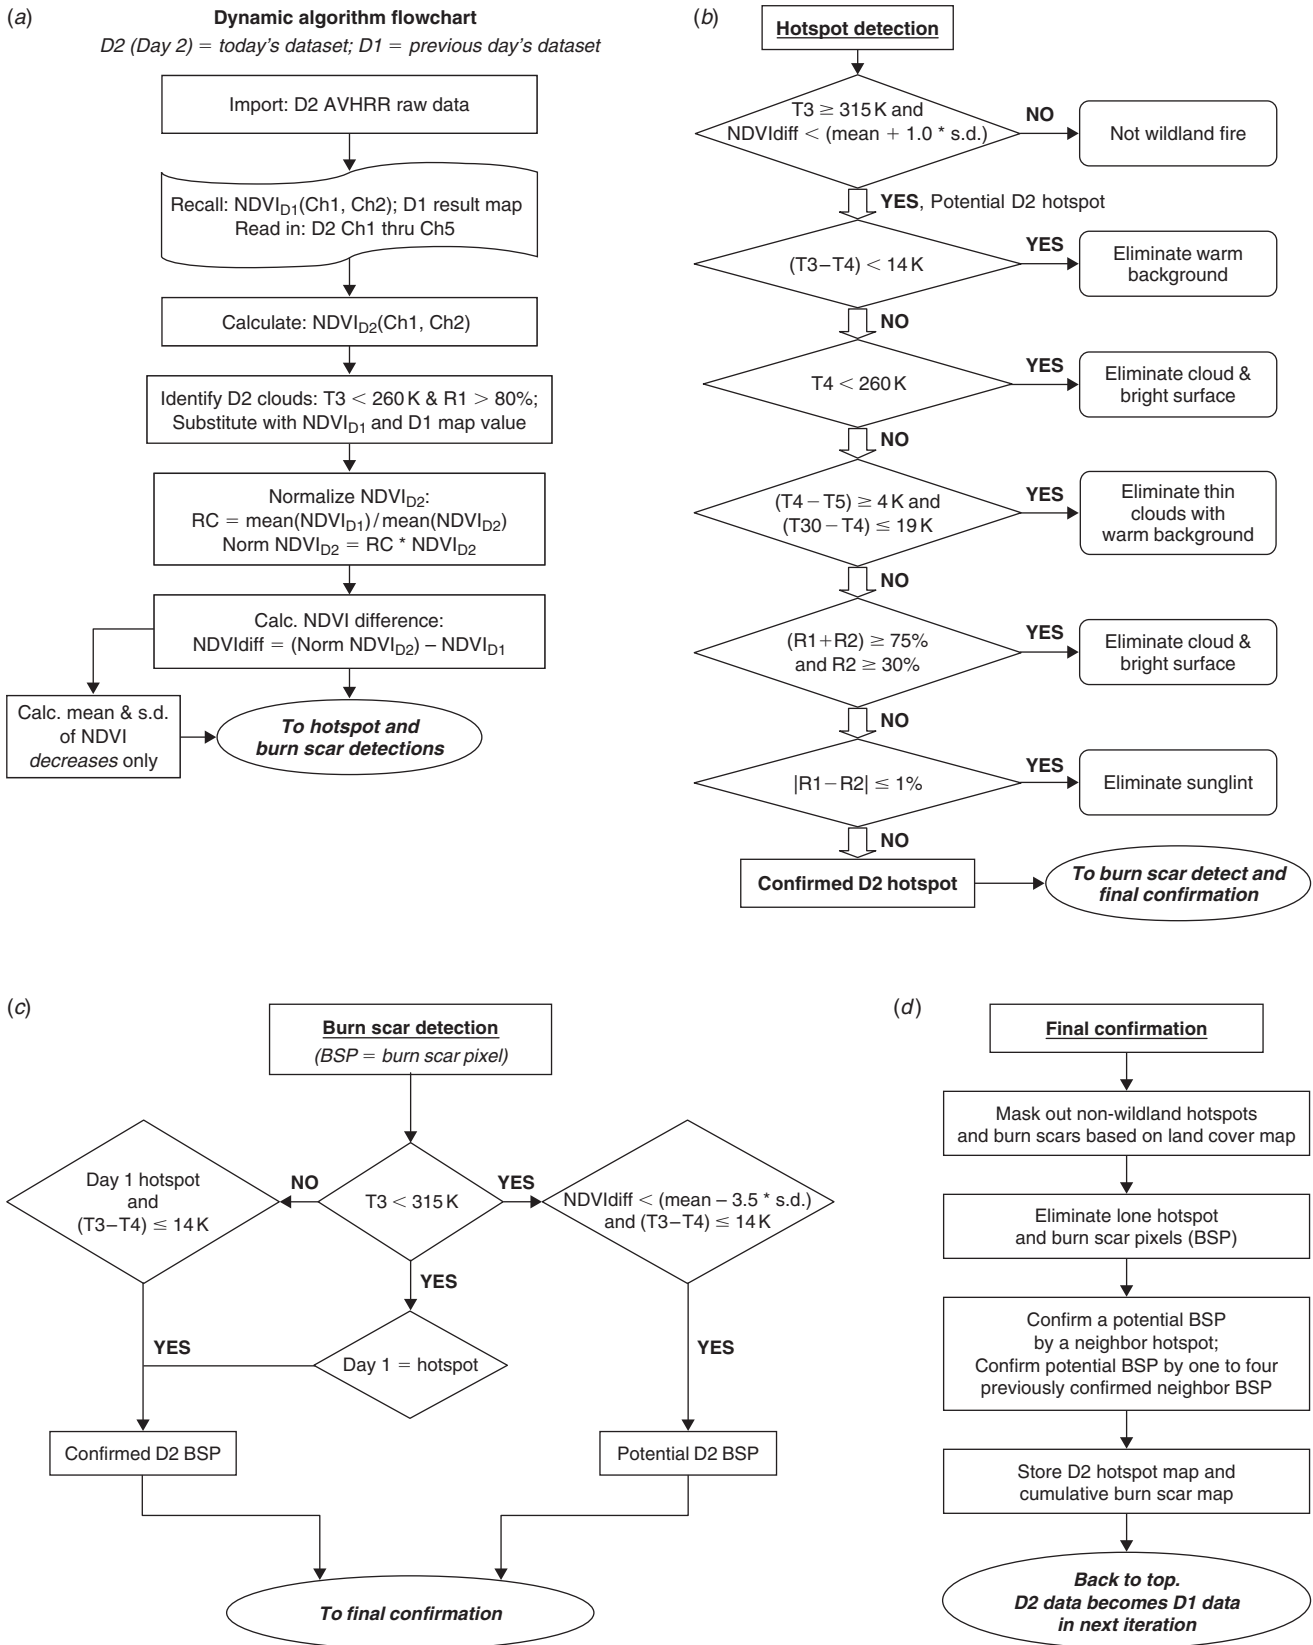 (a)
Dynamic algorithm flowchart
D2 (Day 2) = today's dataset; D1 = previous day's dataset
Import: D2 AVHRR raw data
Recall: NDVI_D1(Ch1, Ch2); D1 result map
Read in: D2 Ch1 thru Ch5
Calculate: NDVI_D2(Ch1, Ch2)
Identify D2 clouds: T3 < 260 K & R1 > 80%;
Substitute with NDVI_D1 and D1 map value
Normalize NDVI_D2:
RC = mean(NDVI_D1)/mean(NDVI_D2)
Norm NDVI_D2 = RC * NDVI_D2
Calc. NDVI difference:
NDVIdiff = (Norm NDVI_D2) – NDVI_D1
Calc. mean & s.d.
of NDVI
decreases only
To hotspot and
burn scar detections
(b)
Hotspot detection
T3 ≥ 315 K and
NDVIdiff < (mean + 1.0 * s.d.)
NO
Not wildland fire
YES, Potential D2 hotspot
(T3–T4) < 14 K
YES
Eliminate warm
background
NO
T4 < 260 K
YES
Eliminate cloud &
bright surface
NO
(T4 – T5) ≥ 4 K and
(T30 – T4) ≤ 19 K
YES
Eliminate thin
clouds with
warm background
NO
(R1+R2) ≥ 75%
and R2 ≥ 30%
YES
Eliminate cloud &
bright surface
NO
|R1–R2| ≤ 1%
YES
Eliminate sunglint
NO
Confirmed D2 hotspot
To burn scar detect and
final confirmation
(c)
Burn scar detection
(BSP = burn scar pixel)
Day 1 hotspot
and
(T3–T4) ≤ 14 K
NO
T3 < 315 K
YES
NDVIdiff < (mean – 3.5 * s.d.)
and (T3–T4) ≤ 14 K
YES
YES
Day 1 = hotspot
YES
Confirmed D2 BSP
Potential D2 BSP
To final confirmation
(d)
Final confirmation
Mask out non-wildland hotspots
and burn scars based on land cover map
Eliminate lone hotspot
and burn scar pixels (BSP)
Confirm a potential BSP
by a neighbor hotspot;
Confirm potential BSP by one to four
previously confirmed neighbor BSP
Store D2 hotspot map and
cumulative burn scar map
Back to top.
D2 data becomes D1 data
in next iteration